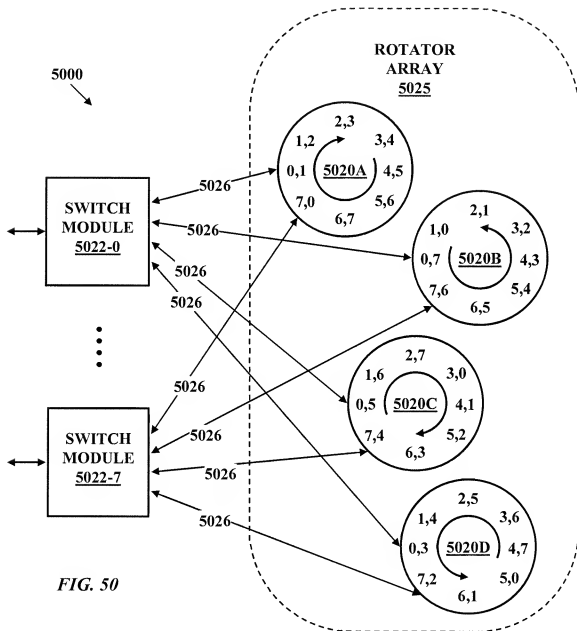 ROTATOR
ARRAY
5025
5000
2,3
1,2 3,4
0,1 5020A 4,5
7,0 5,6
6,7
5026
SWITCH
MODULE
5022-0
5026
2,1
1,0 3,2
0,7 5020B 4,3
7,6 5,4
6,5
5026
5026
2,7
1,6 3,0
0,5 5020C 4,1
7,4 5,2
6,3
5026
SWITCH
MODULE
5022-7
5026
5026
5026
2,5
1,4 3,6
0,3 5020D 4,7
7,2 5,0
6,1
FIG. 50